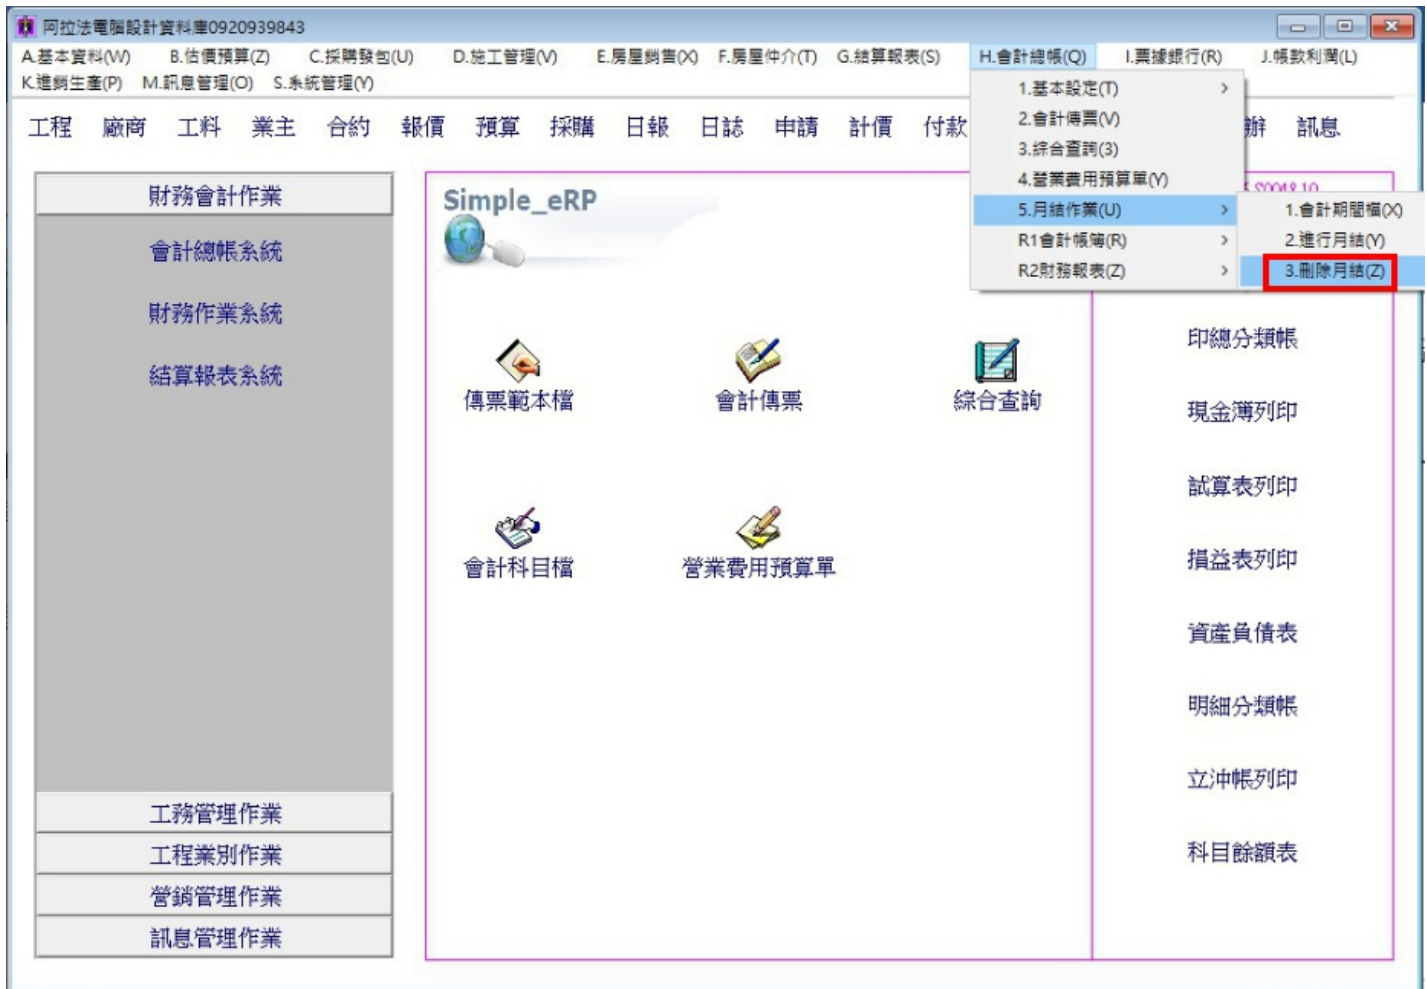 阿拉法電腦設計資料庫0920939843
A.基本資料(W) B.估價預算(Z) C.採購發包(U) D.施工管理(V) E.房屋銷售(X) F.房屋仲介(T) G.結算報表(S) H.會計總帳(Q) I.票據銀行(R) J.帳款利潤(L)
K.進銷生產(P) M.訊息管理(O) S.系統管理(Y)
工程 廠商 工料 業主 合約 報價 預算 採購 日報 日誌 申請 計價 付款 辦 訊息
1.基本設定(T)
2.會計傳票(V)
3.綜合查詢(3)
4.營業費用預算單(Y)
5.月結作業(U)
R1會計帳簿(R)
R2財務報表(Z)
1.會計期間檔(X)
2.進行月結(Y)
3.刪除月結(Z)
財務會計作業
會計總帳系統
財務作業系統
結算報表系統
工務管理作業
工程業別作業
營銷管理作業
訊息管理作業
Simple_eRP
傳票範本檔 會計傳票 綜合查詢
會計科目檔 營業費用預算單
印總分類帳
現金簿列印
試算表列印
損益表列印
資產負債表
明細分類帳
立沖帳列印
科目餘額表